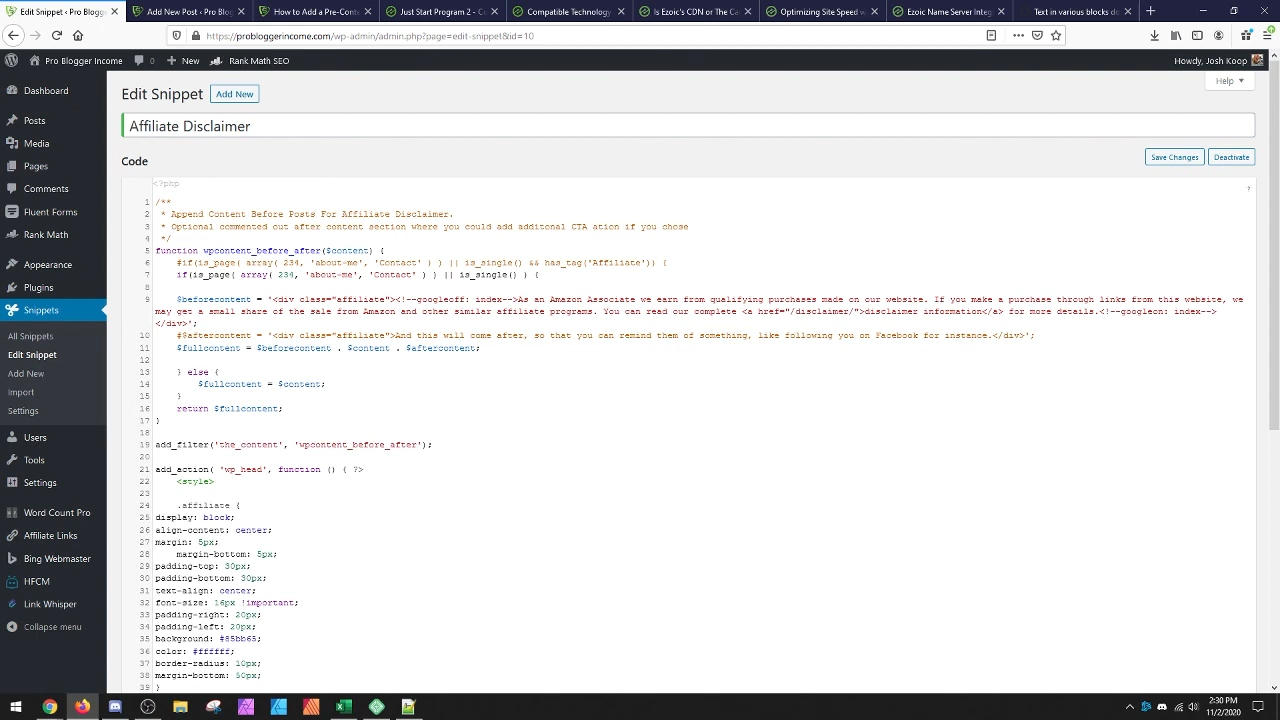 Edit Snippet ‹ Pro Blogge
Add New Post ‹ Pro Blog
How to Add a Pre-Conte
Just Start Program 2 - Co
Compatible Technology
Is Ezoic's CDN or The Ca
Optimizing Site Speed w
Ezoic Name Server Integ
Text in various blocks do
https://probloggerincome.com/wp-admin/admin.php?page=edit-snippet&id=10
Pro Blogger Income
0
New
Rank Math SEO
Howdy, Josh Koop
Help
Dashboard
Posts
Media
Pages
Comments
Fluent Forms
Rank Math
Appearance
Plugins
Snippets
All Snippets
Edit Snippet
Add New
Import
Settings
Users
Tools
Settings
Word Count Pro
Affiliate Links
Bing Webmaster
HFCM
Link Whisper
Collapse menu
Edit Snippet
Add New
Affiliate Disclaimer
Code
Save Changes
Deactivate
<?php
?
1 /**
2 * Append Content Before Posts For Affiliate Disclaimer.
3 * Optional commented out after content section where you could add additonal CTA ation if you chose
4 */
5 function wpcontent_before_after($content) {
6 #if(is_page( array( 234, 'about-me', 'Contact' ) ) || is_single() && has_tag('Affiliate')) {
7 if(is_page( array( 234, 'about-me', 'Contact' ) ) || is_single() ) {
8
9 $beforecontent = '<div class="affiliate"><!--googleoff: index-->As an Amazon Associate we earn from qualifying purchases made on our website. If you make a purchase through links from this website, we
may get a small share of the sale from Amazon and other similar affiliate programs. You can read our complete <a href="/disclaimer/">disclaimer information</a> for more details.<!--googleon: index-->
</div>';
10 #$aftercontent = '<div class="affiliate">And this will come after, so that you can remind them of something, like following you on Facebook for instance.</div>';
11 $fullcontent = $beforecontent . $content . $aftercontent;
12
13 } else {
14 $fullcontent = $content;
15 }
16 return $fullcontent;
17 }
18
19 add_filter('the_content', 'wpcontent_before_after');
20
21 add_action( 'wp_head', function () { ?>
22 <style>
23
24 .affiliate {
25 display: block;
26 align-content: center;
27 margin: 5px;
28 margin-bottom: 5px;
29 padding-top: 30px;
30 padding-bottom: 30px;
31 text-align: center;
32 font-size: 16px !important;
33 padding-right: 20px;
34 padding-left: 20px;
35 background: #85bb65;
36 color: #ffffff;
37 border-radius: 10px;
38 margin-bottom: 50px;
39 }
2:30 PM
11/2/2020